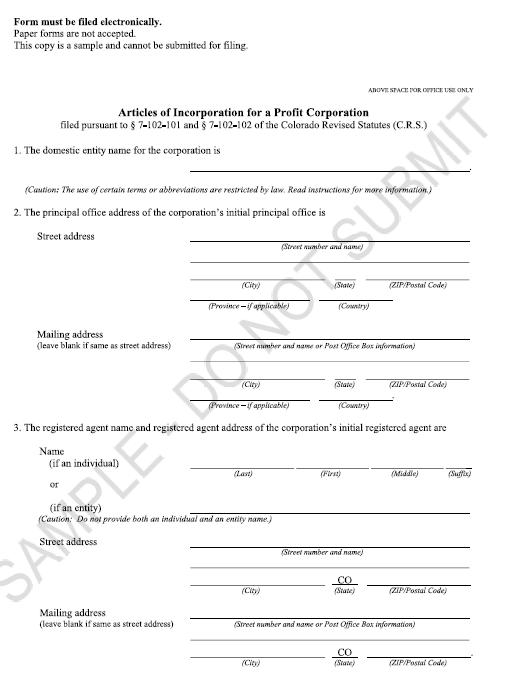 Form must be filed electronically.
Paper forms are not accepted.
This copy is a sample and cannot be submitted for filing.
ABOVE SPACE FOR OFFICE USE ONLY
Articles of Incorporation for a Profit Corporation
filed pursuant to § 7-102-101 and § 7-102-102 of the Colorado Revised Statutes (C.R.S.)
1. The domestic entity name for the corporation is
.
(Caution: The use of certain terms or abbreviations are restricted by law. Read instructions for more information.)
2. The principal office address of the corporation's initial principal office is
Street address
(Street number and name)
(City) (State) (ZIP/Postal Code)
(Province – if applicable) (Country)
Mailing address
(leave blank if same as street address) (Street number and name or Post Office Box information)
(City) (State) (ZIP/Postal Code)
(Province – if applicable) (Country) .
3. The registered agent name and registered agent address of the corporation's initial registered agent are
Name
(if an individual)
(Last) (First) (Middle) (Suffix)
or
(if an entity)
(Caution: Do not provide both an individual and an entity name.)
Street address
(Street number and name)
CO
(City) (State) (ZIP/Postal Code)
Mailing address
(leave blank if same as street address) (Street number and name or Post Office Box information)
CO .
(City) (State) (ZIP/Postal Code)
SAMPLE – DO NOT SUBMIT